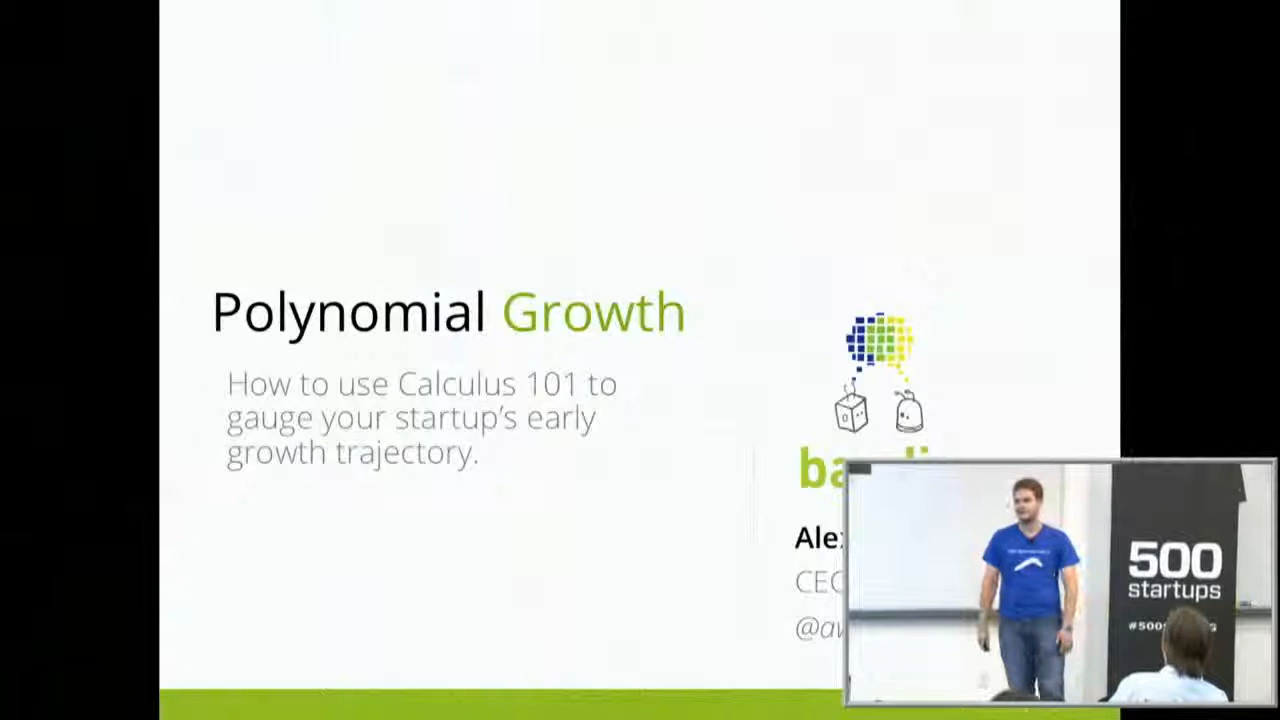 Polynomial Growth
How to use Calculus 101 to
gauge your startup's early
growth trajectory.
500
startups